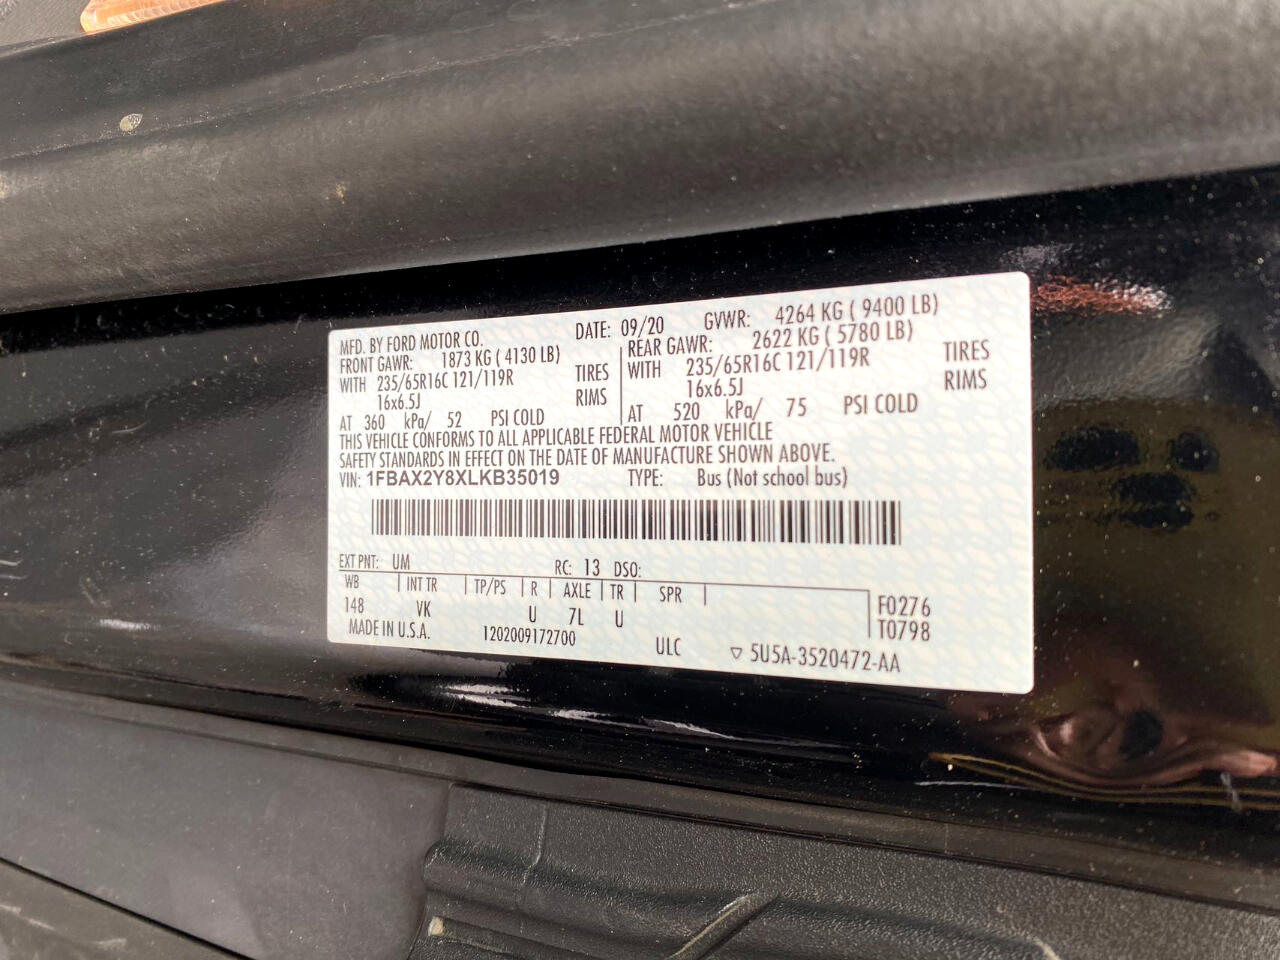 MFD. BY FORD MOTOR CO. DATE: 09/20 GVWR: 4264 KG ( 9400 LB)
FRONT GAWR: 1873 KG ( 4130 LB) REAR GAWR: 2622 KG ( 5780 LB)
WITH 235/65R16C 121/119R TIRES WITH 235/65R16C 121/119R TIRES
16x6.5J RIMS 16x6.5J RIMS
AT 360 kPa/ 52 PSI COLD AT 520 kPa/ 75 PSI COLD
THIS VEHICLE CONFORMS TO ALL APPLICABLE FEDERAL MOTOR VEHICLE
SAFETY STANDARDS IN EFFECT ON THE DATE OF MANUFACTURE SHOWN ABOVE.
VIN: 1FBAX2Y8XLKB35019 TYPE: Bus (Not school bus)
EXT PNT: UM RC: 13 DSO:
WB INT TR TP/PS R AXLE TR SPR
148 VK U 7L U F0276
T0798
MADE IN U.S.A. 1202009172700 ULC ▽ 5U5A-3520472-AA